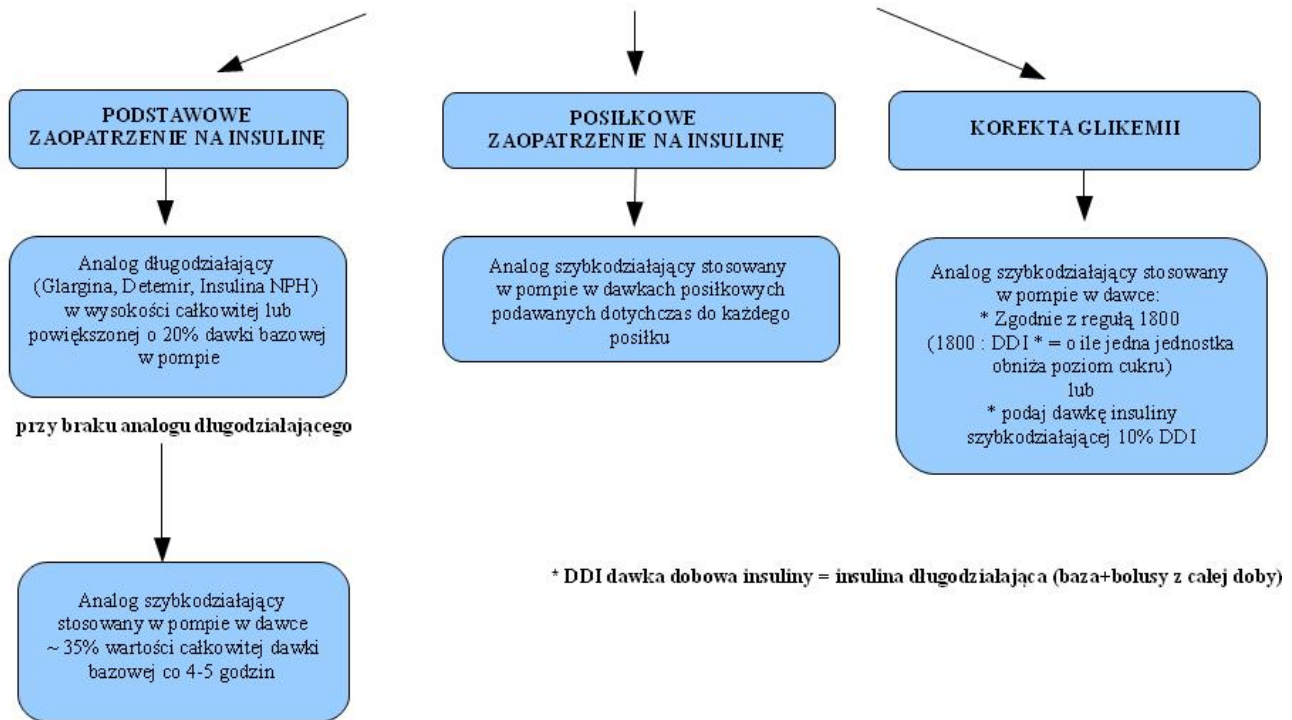 PODSTAWOWE
ZAOPATRZENIE NA INSULINĘ
POSIŁKOWE
ZAOPATRZENIE NA INSULINĘ
KOREKTA GLIKEMII
Analog długodziałający
(Glargina, Detemir, Insulina NPH)
w wysokości całkowitej lub
powiększonej o 20% dawki bazowej
w pompie
Analog szybkodziałający stosowany
w pompie w dawkach posiłkowych
podawanych dotychczas do każdego
posiłku
Analog szybkodziałający stosowany
w pompie w dawce:
* Zgodnie z regułą 1800
(1800 : DDI * = o ile jedna jednostka
obniża poziom cukru)
lub
* podaj dawkę insuliny
szybkodziałającej 10% DDI
przy braku analogu długodziałającego
Analog szybkodziałający
stosowany w pompie w dawce
~ 35% wartości całkowitej dawki
bazowej co 4-5 godzin
* DDI dawka dobowa insuliny = insulina długodziałająca (baza+bolusy z całej doby)